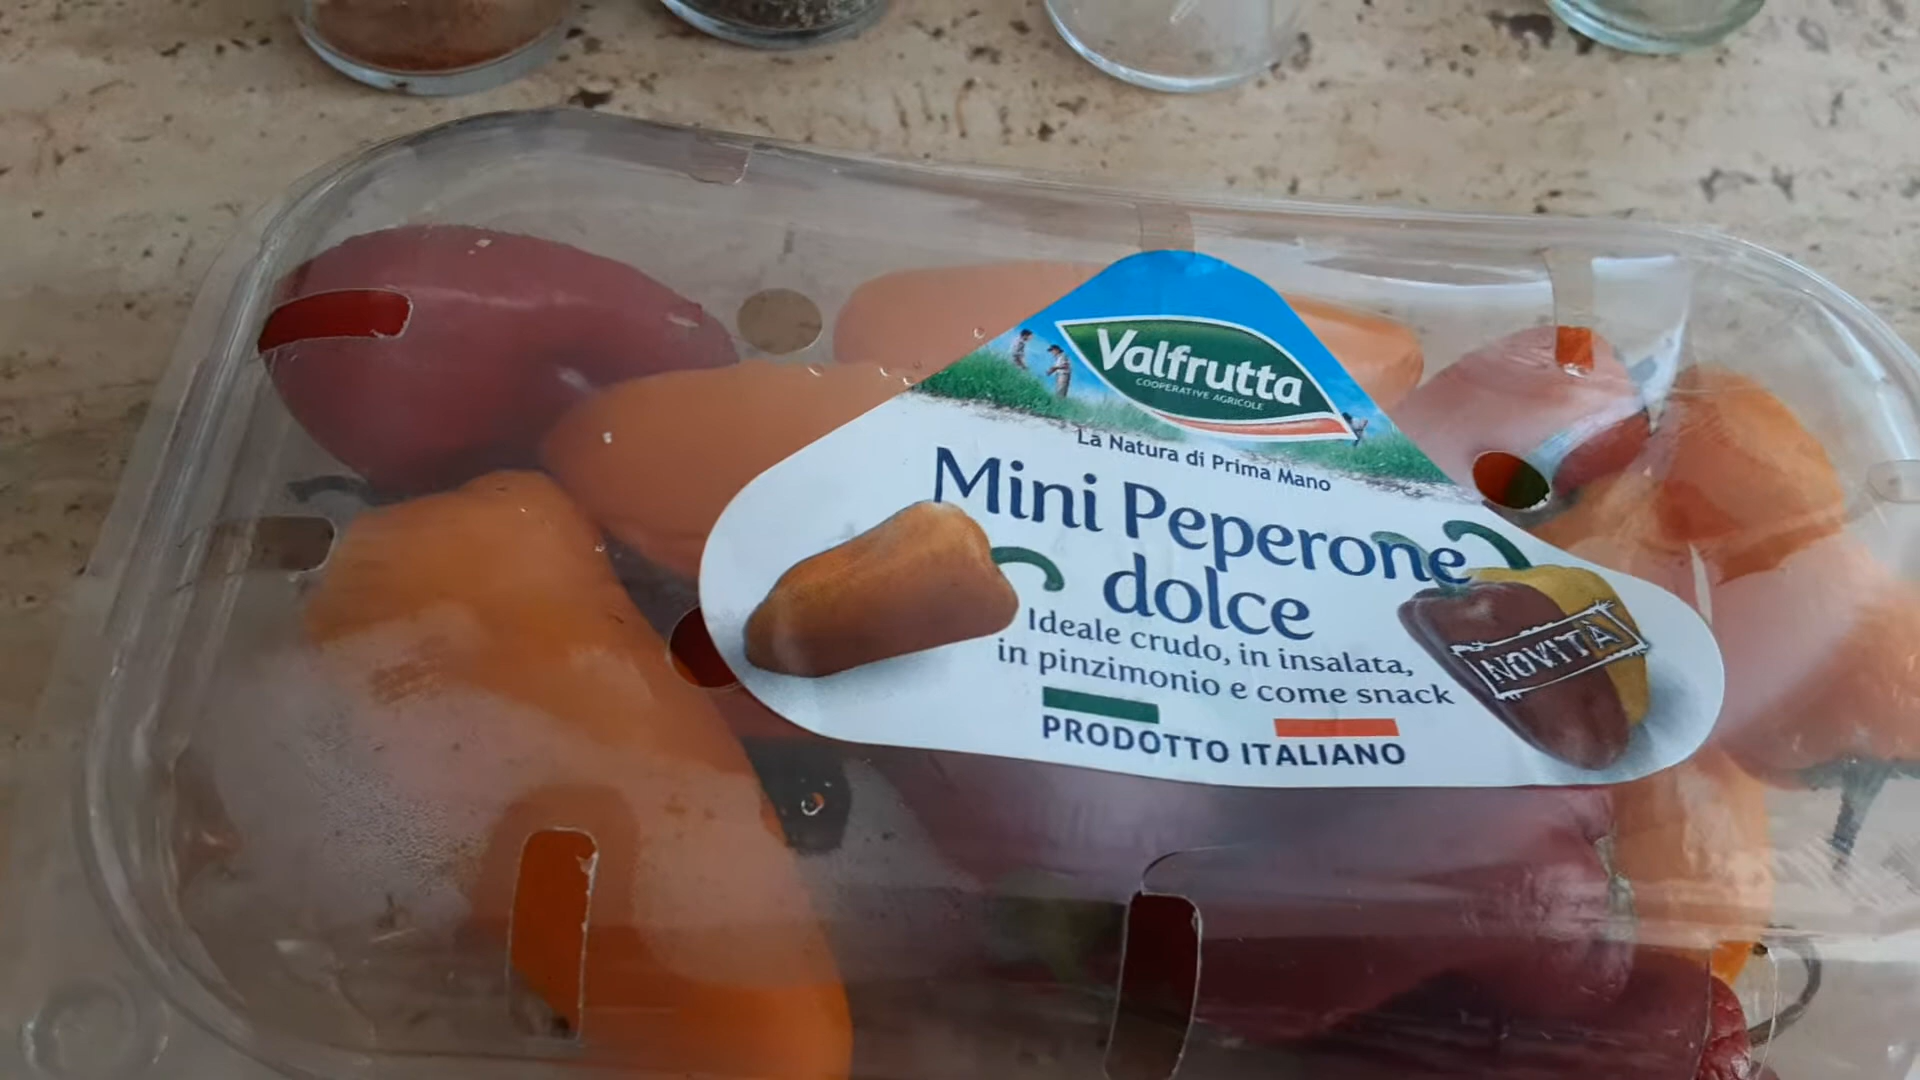 Valfrutta
COOPERATIVE AGRICOLE
La Natura di Prima Mano
Mini Peperone
dolce
Ideale crudo, in insalata,
in pinzimonio e come snack
NOVITÀ
PRODOTTO ITALIANO